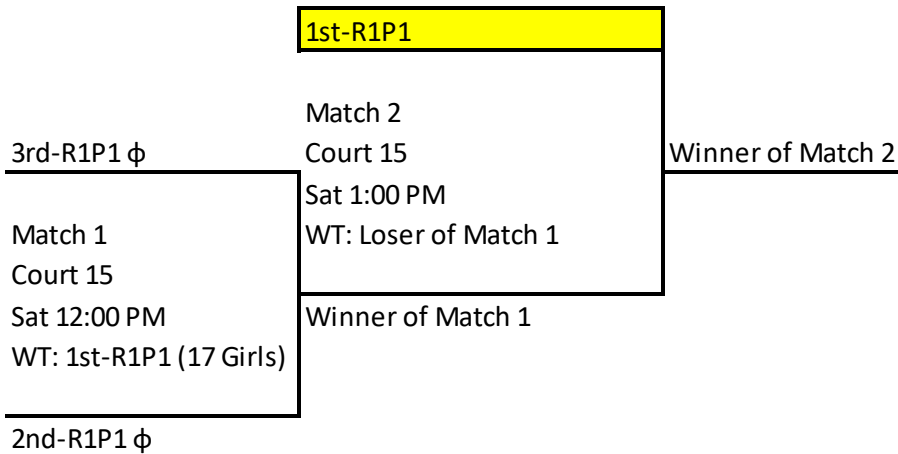 1st-R1P1
Match 2
3rd-R1P1 ф
Court 15
Winner of Match 2
Sat 1:00 PM
Match 1
WT: Loser of Match 1
Court 15
Sat 12:00 PM
Winner of Match 1
WT: 1st-R1P1 (17 Girls)
2nd-R1P1 ф